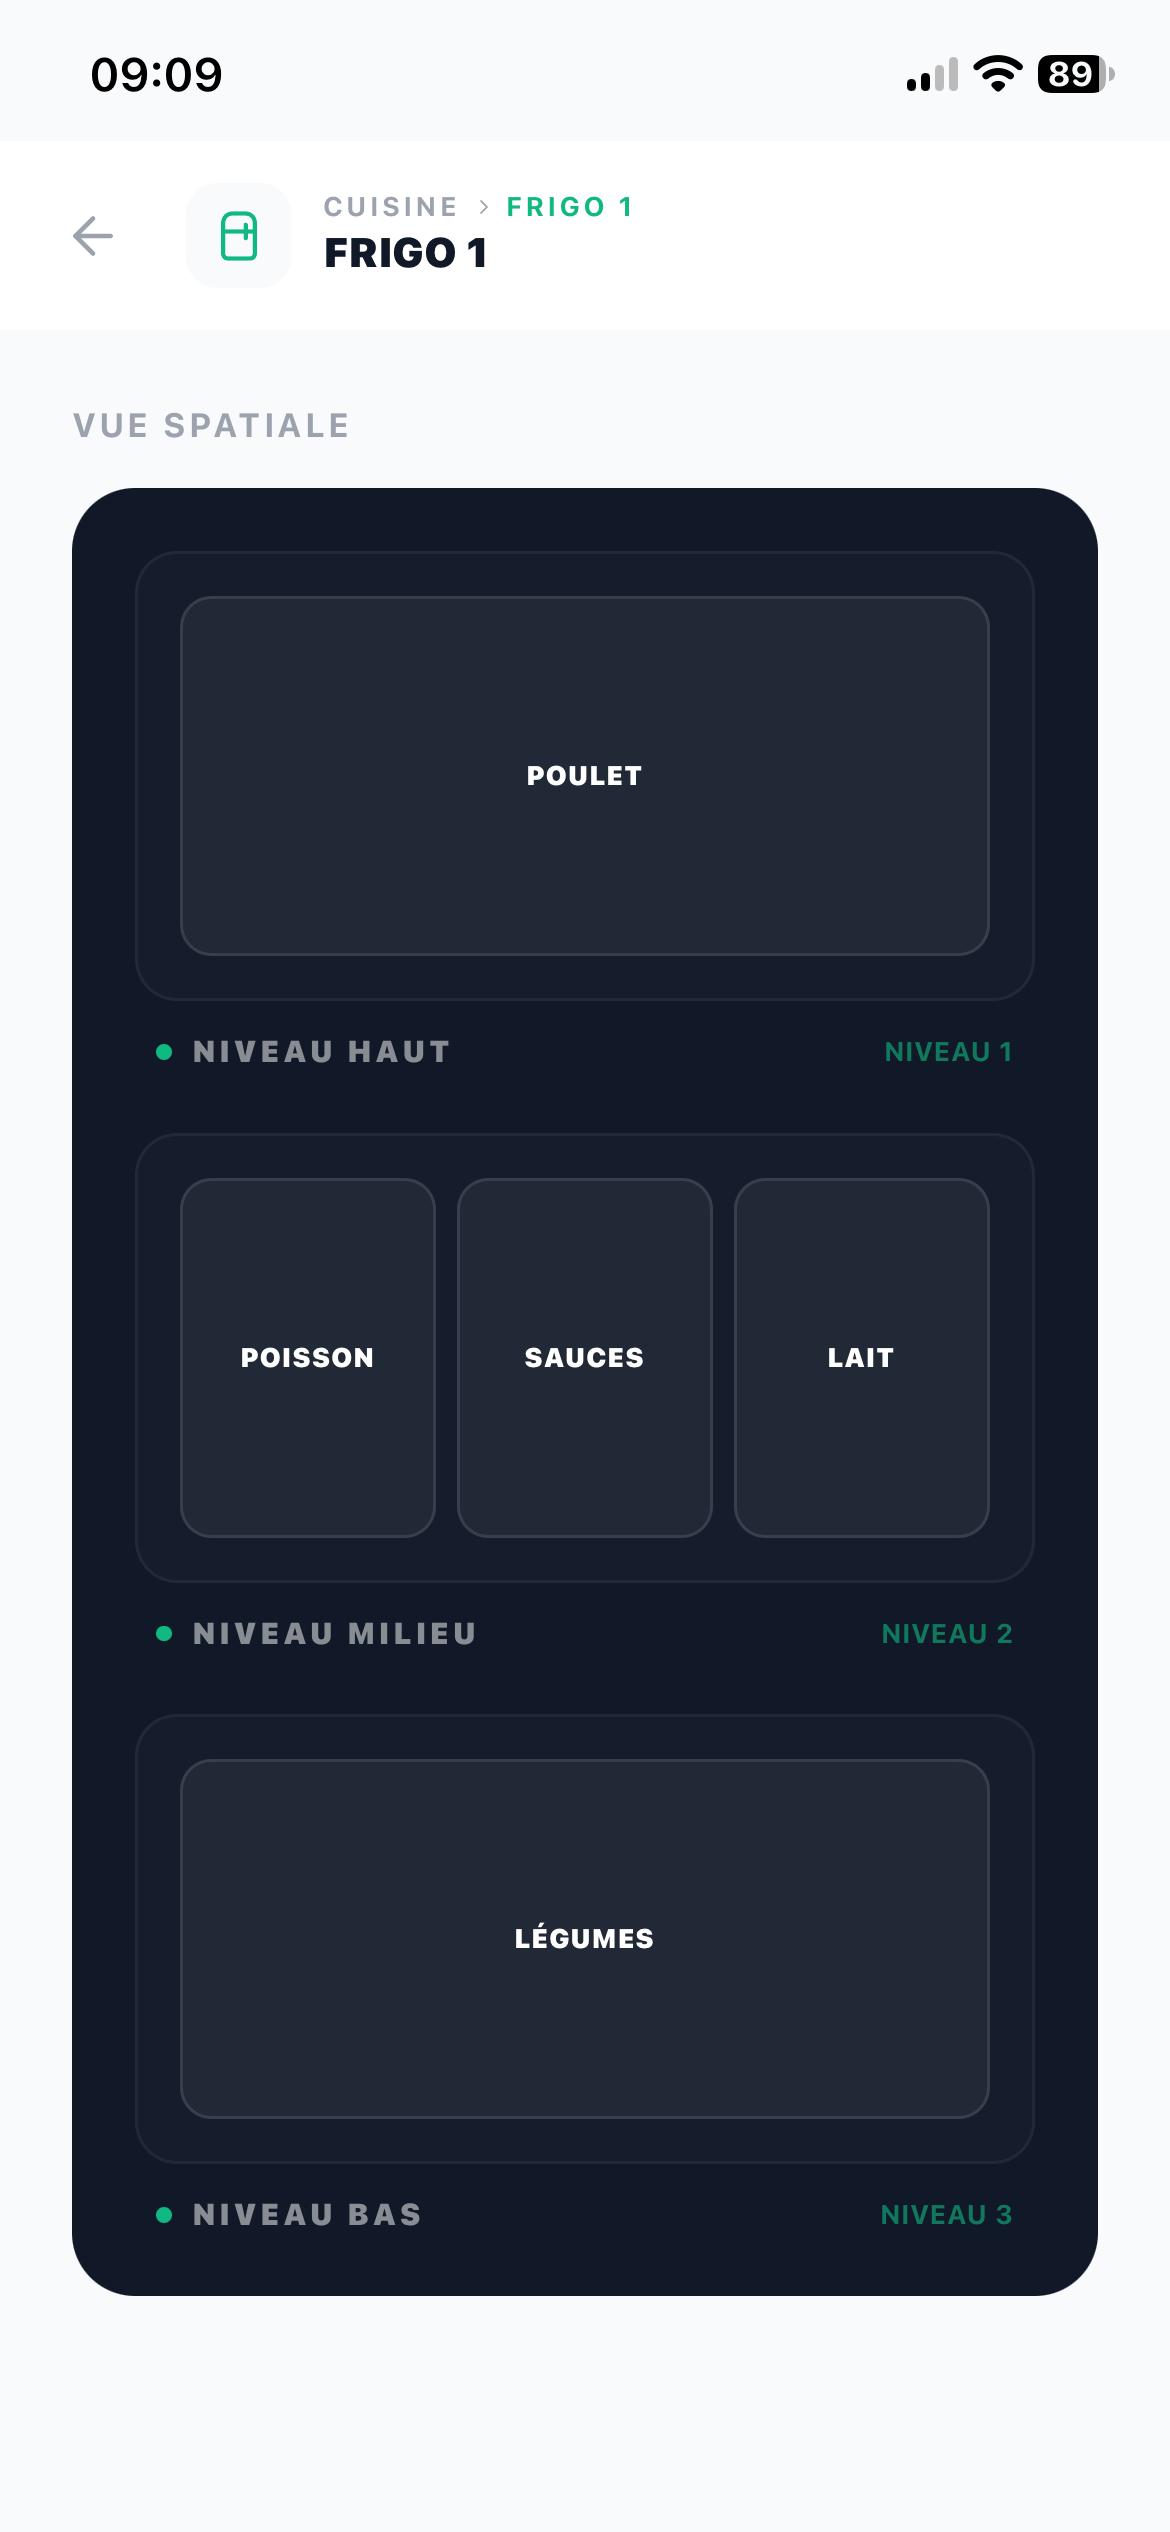 09:09
89
CUISINE > FRIGO 1
FRIGO 1
VUE SPATIALE
POULET
NIVEAU HAUT NIVEAU 1
POISSON SAUCES LAIT
NIVEAU MILIEU NIVEAU 2
LÉGUMES
NIVEAU BAS NIVEAU 3